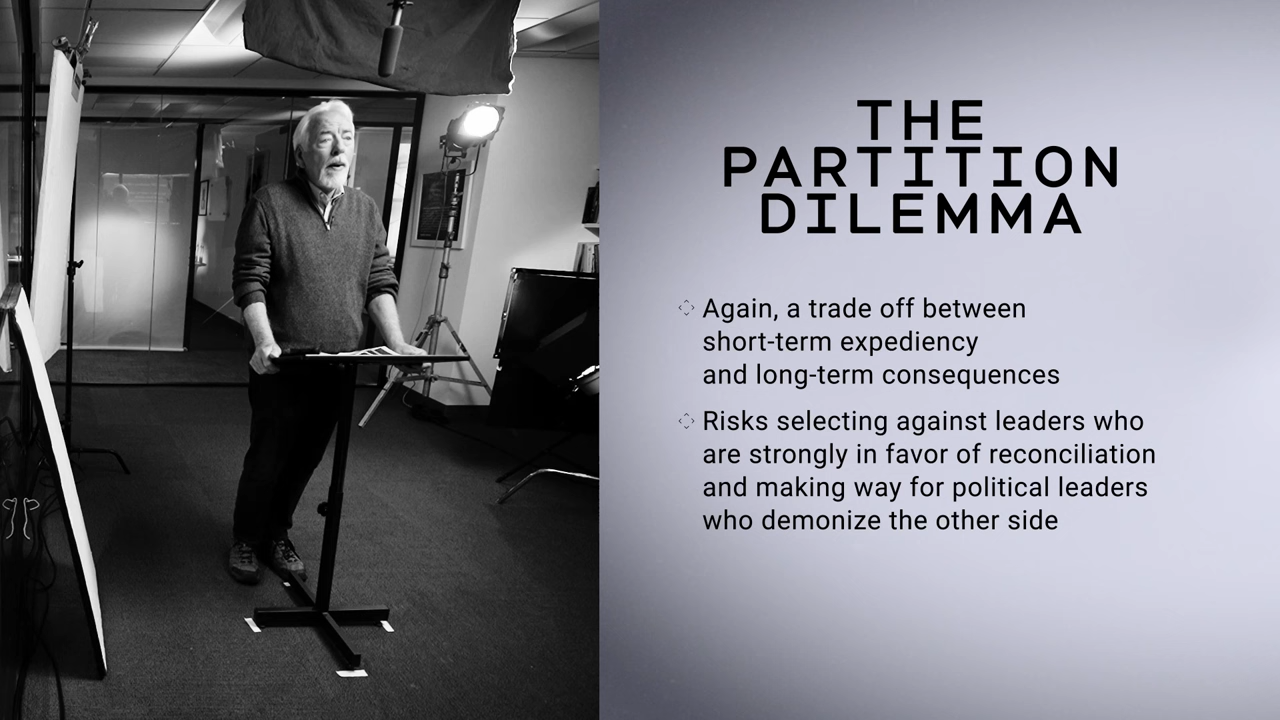 THE
PARTITION
DILEMMA
Again, a trade off between
short-term expediency
and long-term consequences
Risks selecting against leaders who
are strongly in favor of reconciliation
and making way for political leaders
who demonize the other side